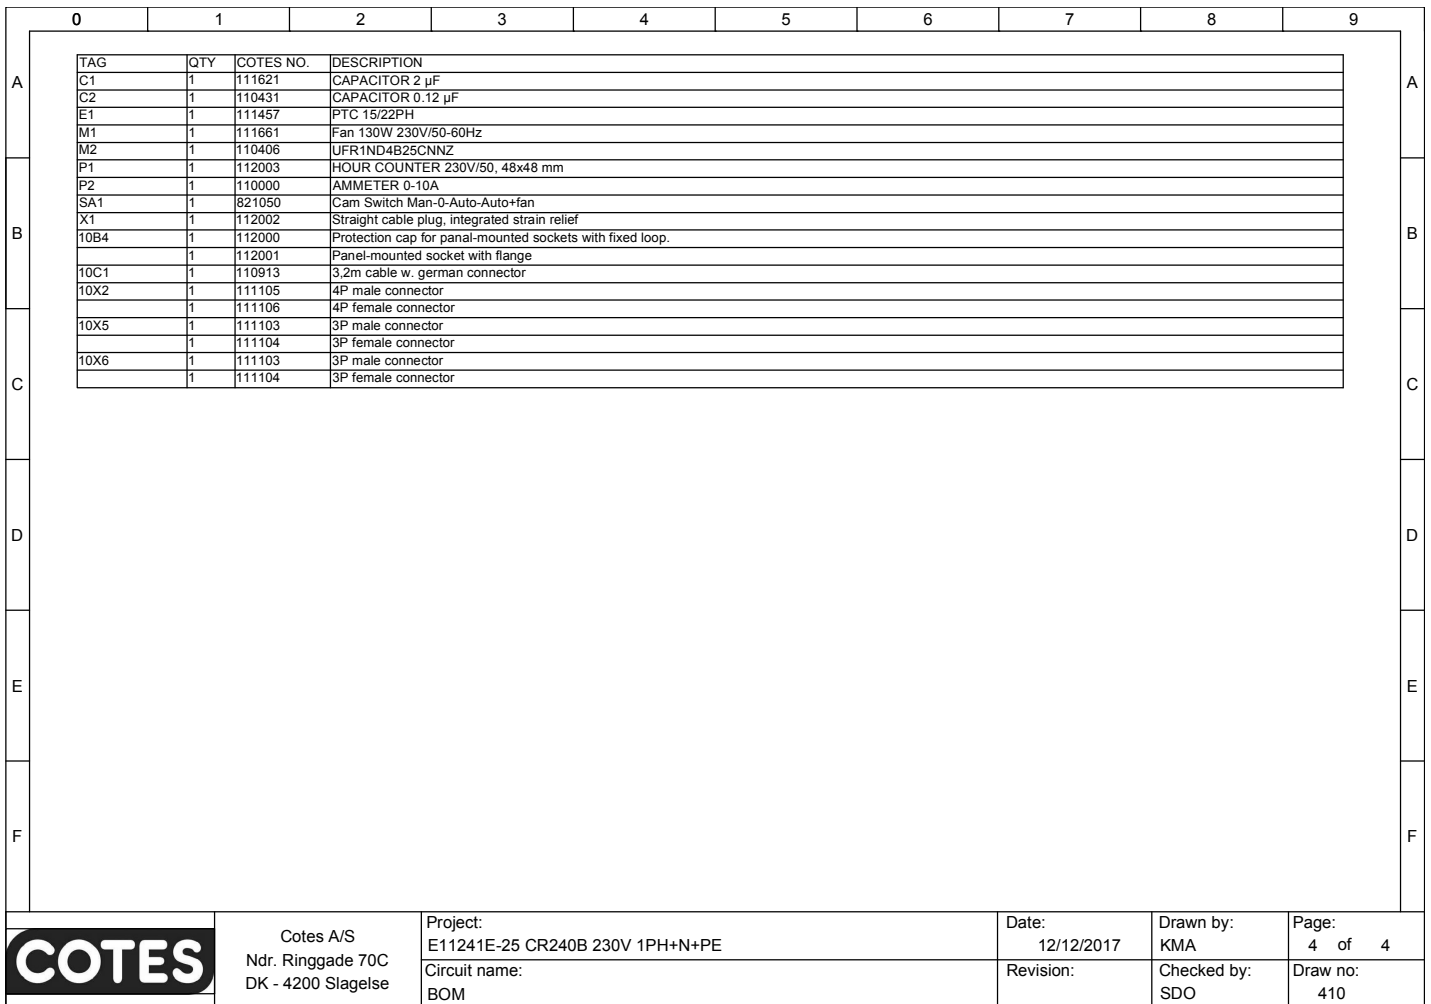 0 1 2 3 4 5 6 7 8 9
TAG QTY COTES NO. DESCRIPTION
C1 1 111621 CAPACITOR 2 µF
A A
C2 1 110431 CAPACITOR 0.12 µF
E1 1 111457 PTC 15/22PH
M1 1 111661 Fan 130W 230V/50-60Hz
M2 1 110406 UFR1ND4B25CNNZ
P1 1 112003 HOUR COUNTER 230V/50, 48x48 mm
P2 1 110000 AMMETER 0-10A
SA1 1 821050 Cam Switch Man-0-Auto-Auto+fan
X1 1 112002 Straight cable plug, integrated strain relief
B B
10B4 1 112000 Protection cap for panal-mounted sockets with fixed loop.
1 112001 Panel-mounted socket with flange
10C1 1 110913 3,2m cable w. german connector
10X2 1 111105 4P male connector
1 111106 4P female connector
10X5 1 111103 3P male connector
1 111104 3P female connector
10X6 1 111103 3P male connector
1 111104 3P female connector
C C
D D
E E
F F
COTES
Cotes A/S
Ndr. Ringgade 70C
DK - 4200 Slagelse
Project:
E11241E-25 CR240B 230V 1PH+N+PE
Circuit name:
BOM
Date:
12/12/2017
Revision:
Drawn by:
KMA
Checked by:
SDO
Page:
4 of 4
Draw no:
410